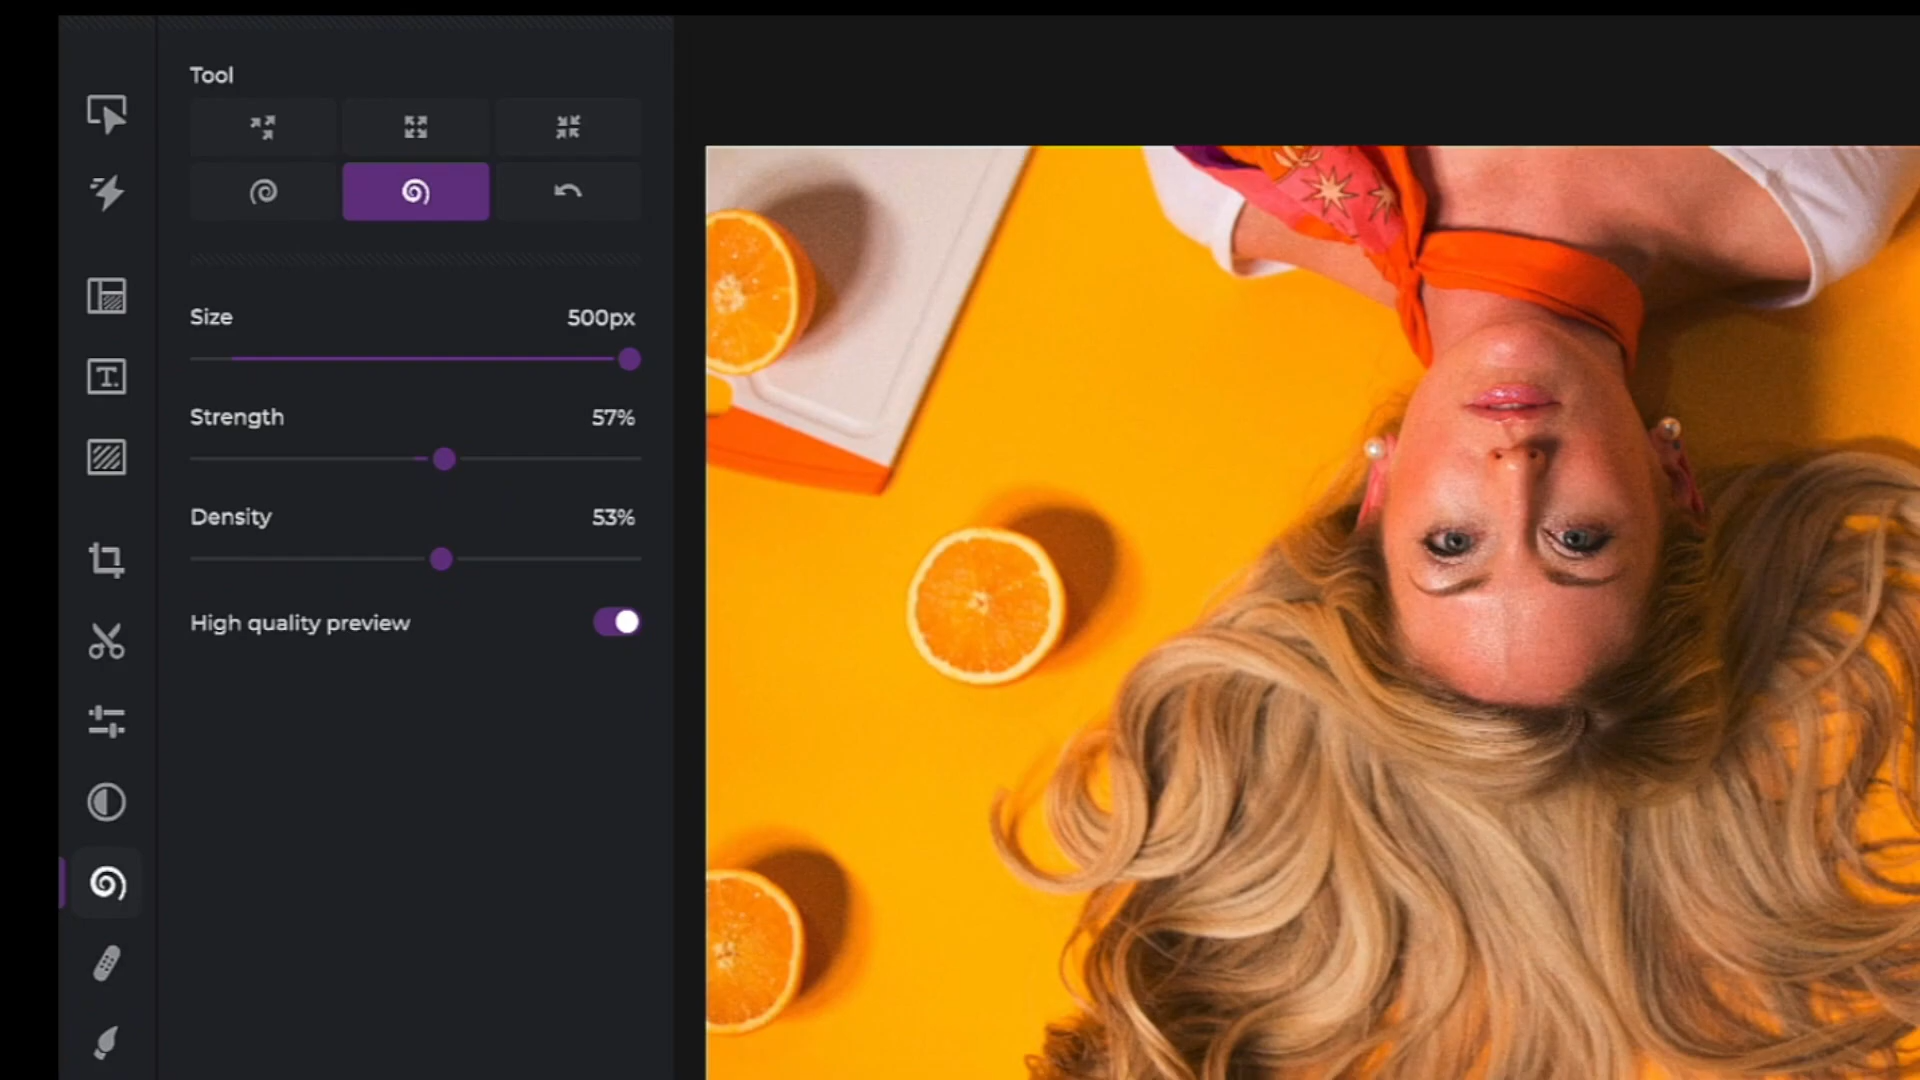 Tool
Size 500px
Strength 57%
Density 53%
High quality preview